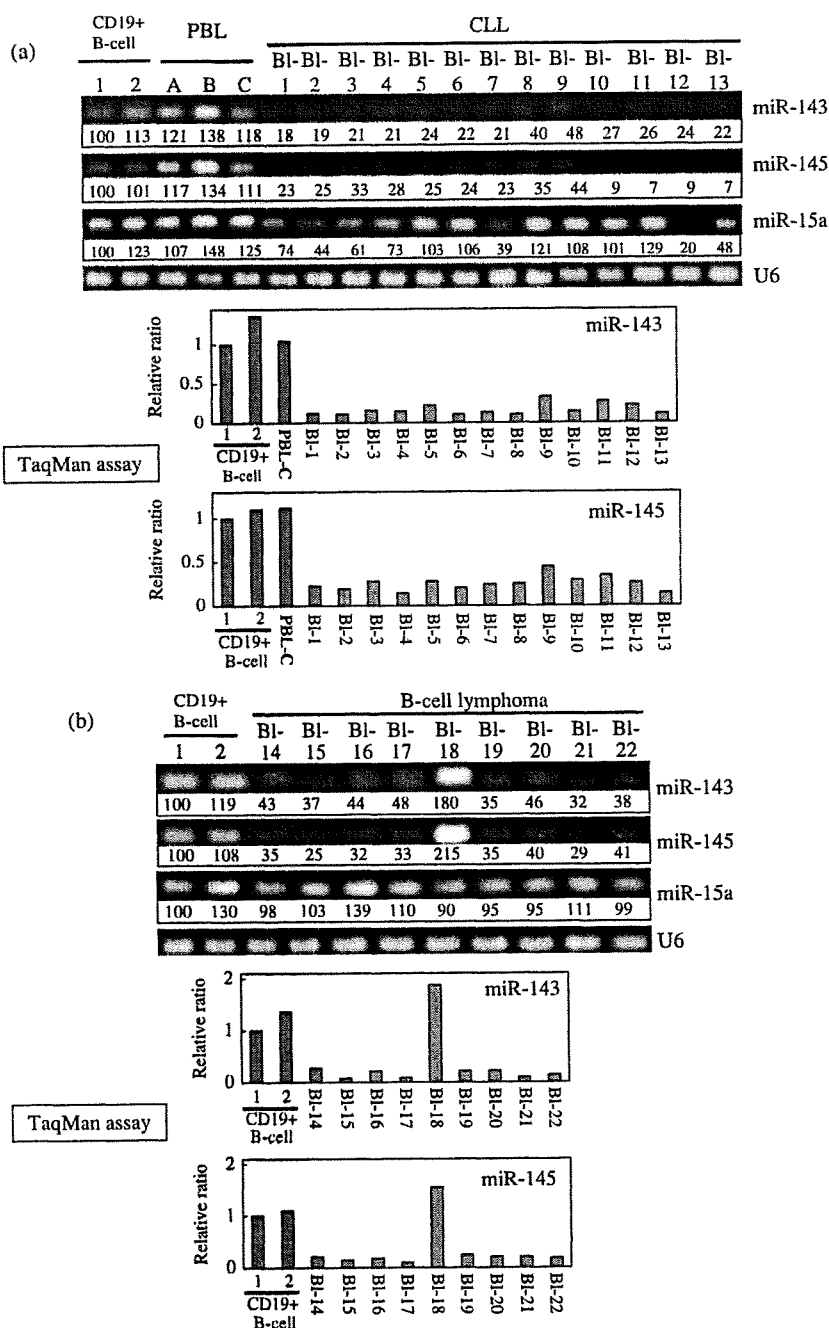 (a)
CD19+ B-cell PBL CLL
Bl- Bl- Bl- Bl- Bl- Bl- Bl- Bl- Bl- Bl- Bl- Bl- Bl-
1 2 A B C 1 2 3 4 5 6 7 8 9 10 11 12 13
miR-143
100 113 121 138 118 18 19 21 21 24 22 21 40 48 27 26 24 22
miR-145
100 101 117 134 111 23 25 33 28 25 24 23 35 44 9 7 9 7
miR-15a
100 123 107 148 125 74 44 61 73 103 106 39 121 108 101 129 20 48
U6
TaqMan assay
miR-143
Relative ratio
1
0.5
0
1 2 PBL-C Bl-1 Bl-2 Bl-3 Bl-4 Bl-5 Bl-6 Bl-7 Bl-8 Bl-9 Bl-10 Bl-11 Bl-12 Bl-13
CD19+
B-cell
miR-145
Relative ratio
1
0.5
0
1 2 PBL-C Bl-1 Bl-2 Bl-3 Bl-4 Bl-5 Bl-6 Bl-7 Bl-8 Bl-9 Bl-10 Bl-11 Bl-12 Bl-13
CD19+
B-cell
(b)
CD19+ B-cell B-cell lymphoma
Bl- Bl- Bl- Bl- Bl- Bl- Bl- Bl- Bl-
1 2 14 15 16 17 18 19 20 21 22
miR-143
100 119 43 37 44 48 180 35 46 32 38
miR-145
100 108 35 25 32 33 215 35 40 29 41
miR-15a
100 130 98 103 139 110 90 95 95 111 99
U6
TaqMan assay
miR-143
Relative ratio
2
1
0
1 2 Bl-14 Bl-15 Bl-16 Bl-17 Bl-18 Bl-19 Bl-20 Bl-21 Bl-22
CD19+
B-cell
miR-145
Relative ratio
2
1
0
1 2 Bl-14 Bl-15 Bl-16 Bl-17 Bl-18 Bl-19 Bl-20 Bl-21 Bl-22
CD19+
B-cell